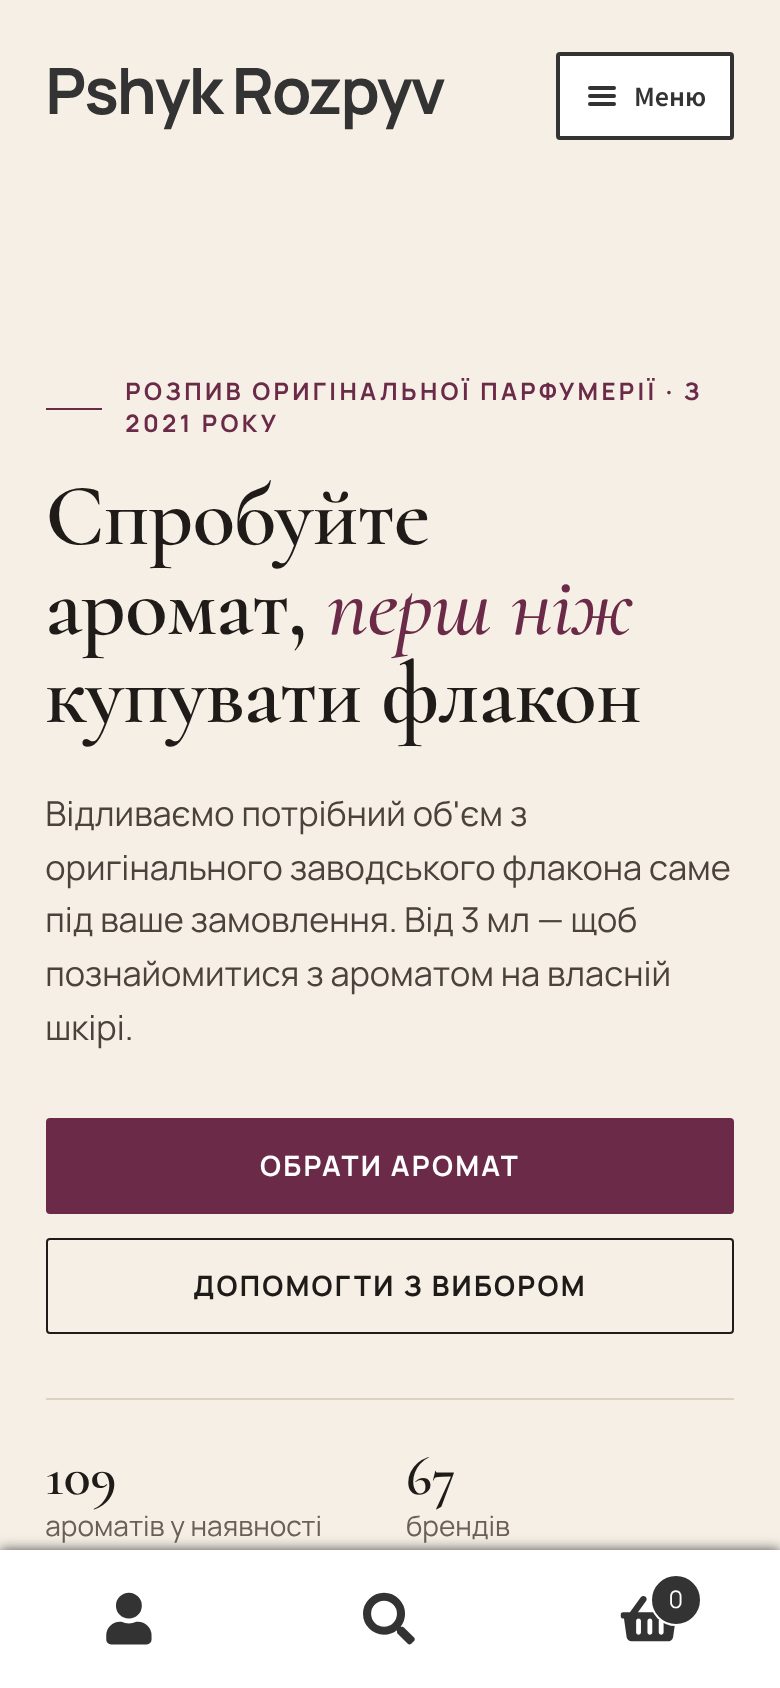 Pshyk Rozpyv
Меню
РОЗПИВ ОРИГІНАЛЬНОЇ ПАРФУМЕРІЇ · З
2021 РОКУ
Спробуйте
аромат, перш ніж
купувати флакон
Відливаємо потрібний об'єм з
оригінального заводського флакона саме
під ваше замовлення. Від 3 мл — щоб
познайомитися з ароматом на власній
шкірі.
ОБРАТИ АРОМАТ
ДОПОМОГТИ З ВИБОРОМ
109 67
ароматів у наявності брендів
0